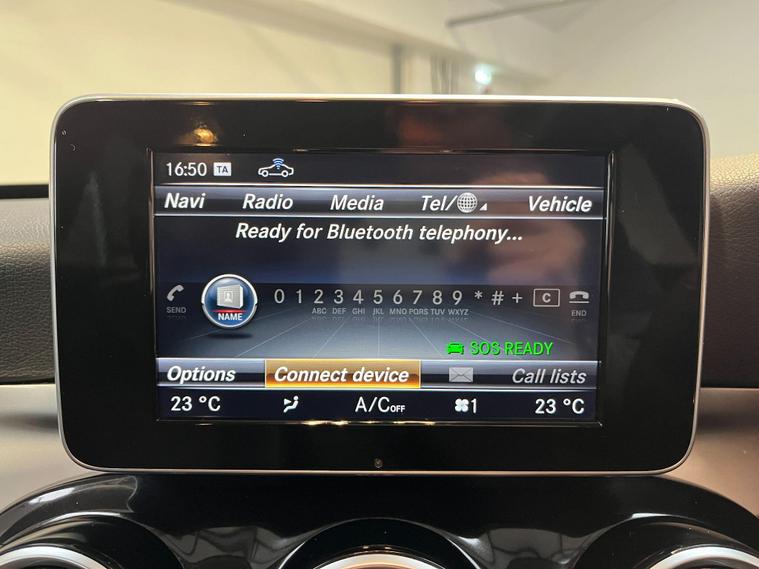 16:50 TA
Navi Radio Media Tel/ Vehicle
Ready for Bluetooth telephony...
SEND NAME 0 1 2 3 4 5 6 7 8 9 * # + C END
ABC DEF GHI JKL MNO PQRS TUV WXYZ
SOS READY
Options Connect device Call lists
23 °C A/C OFF 1 23 °C